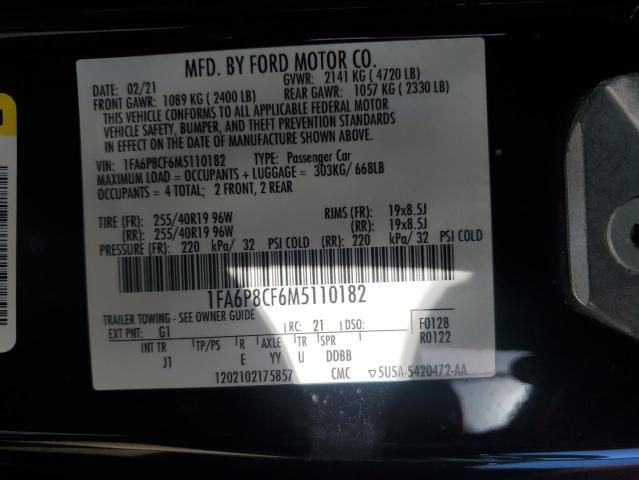 MFD. BY FORD MOTOR CO.
DATE: 02/21 GVWR: 2141 KG (4720 LB)
FRONT GAWR: 1089 KG (2400 LB) REAR GAWR: 1057 KG (2330 LB)
THIS VEHICLE CONFORMS TO ALL APPLICABLE FEDERAL MOTOR
VEHICLE SAFETY, BUMPER, AND THEFT PREVENTION STANDARDS
IN EFFECT ON THE DATE OF MANUFACTURE SHOWN ABOVE.
VIN: 1FA6P8CF6M5110182 TYPE: Passenger Car
MAXIMUM LOAD = OCCUPANTS + LUGGAGE = 303KG/ 668LB
OCCUPANTS = 4 TOTAL; 2 FRONT, 2 REAR
TIRE (FR): 255/40R19 96W RIMS (FR): 19x8.5J
(RR): 255/40R19 96W (RR): 19x8.5J
PRESSURE (FR): 220 kPa/ 32 PSI COLD (RR): 220 kPa/ 32 PSI COLD
1FA6P8CF6M5110182
TRAILER TOWING - SEE OWNER GUIDE
EXT PNT: G1 RC: 21 DSO: F0128
R0122
INT TR TP/PS R AXLE TR SPR
J1 E YY U DDBB
1202102175857 CMC ▽5U5A-5420472-AA